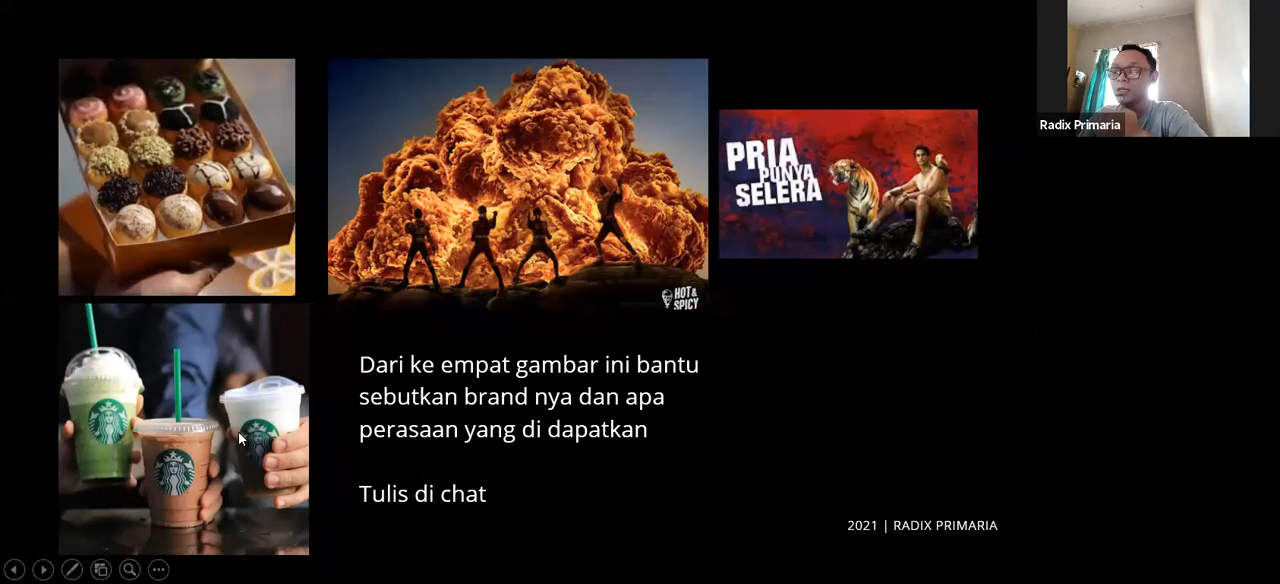 Radix Primaria
PRIA
PUNYA
SELERA
HOT &
SPICY
Dari ke empat gambar ini bantu
sebutkan brand nya dan apa
perasaan yang di dapatkan
Tulis di chat
2021 | RADIX PRIMARIA